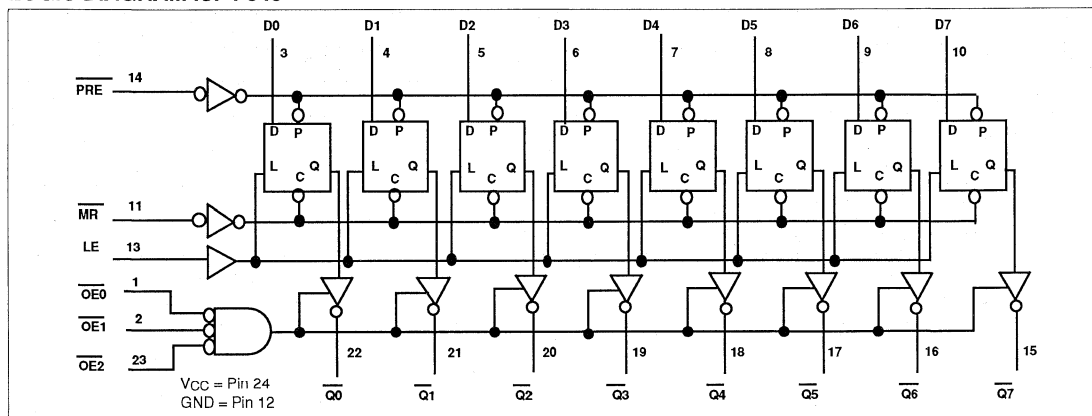 D0 D1 D2 D3 D4 D5 D6 D7
3 4 5 6 7 8 9 10
PRE 14
D P D P D P D P D P D P D P D P
L Q L Q L Q L Q L Q L Q L Q L Q
C C C C C C C C
MR 11
LE 13
OE0 1
OE1 2
OE2 23
22 21 20 19 18 17 16 15
VCC = Pin 24
GND = Pin 12
Q0 Q1 Q2 Q3 Q4 Q5 Q6 Q7